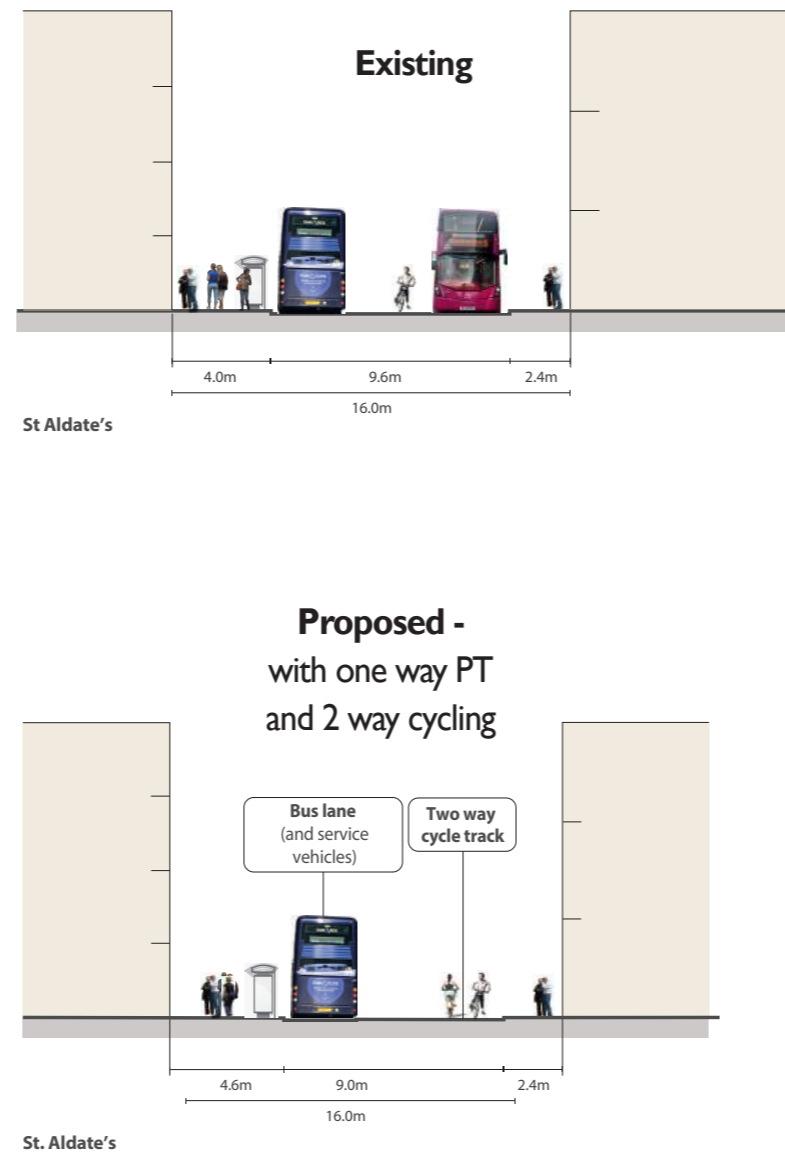 Existing
4.0m 9.6m 2.4m
16.0m
St Aldate's
Proposed -
with one way PT
and 2 way cycling
Bus lane
(and service
vehicles)
Two way
cycle track
4.6m 9.0m 2.4m
16.0m
St. Aldate's